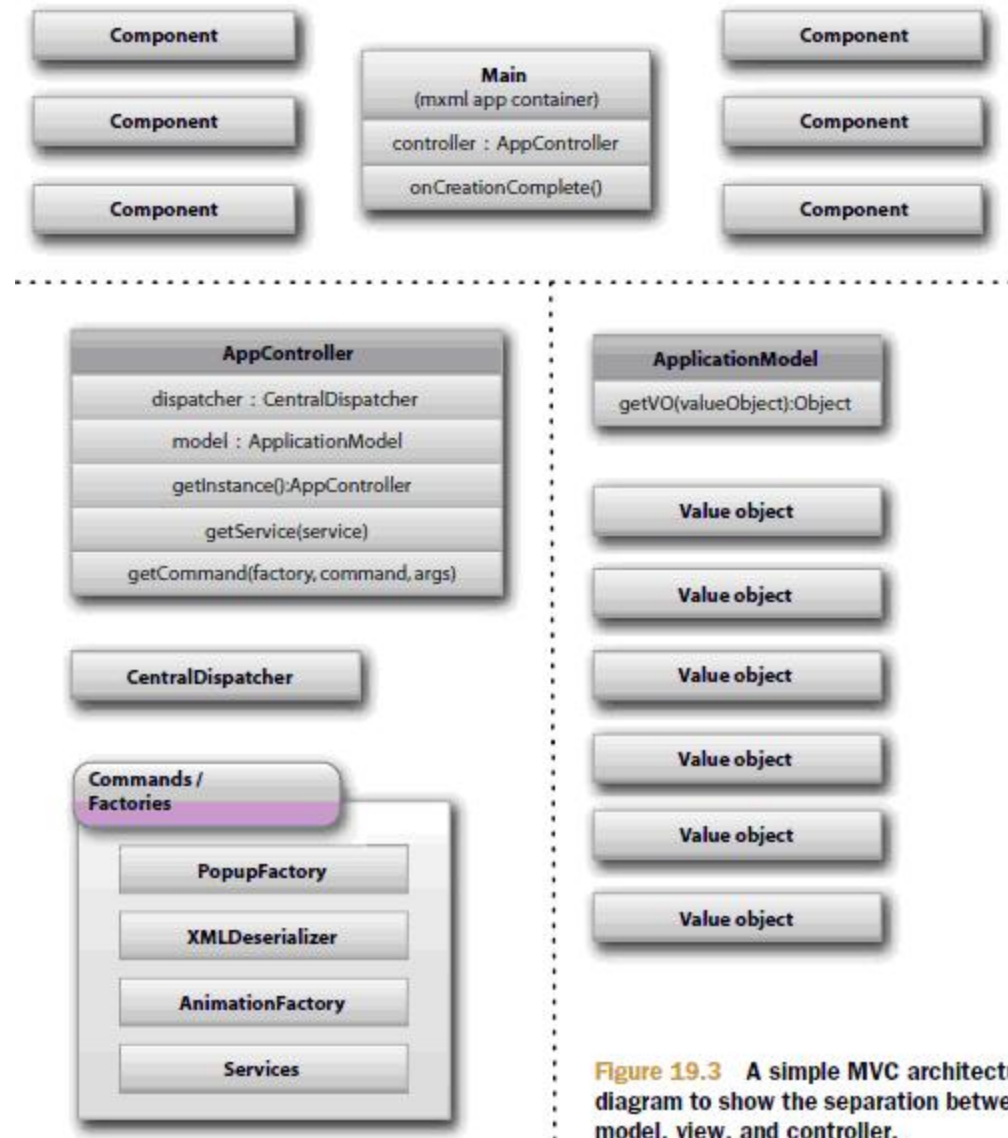 Component
Component
Component
Main
(mxml app container)
controller : AppController
onCreationComplete()
Component
Component
Component
AppController
dispatcher : CentralDispatcher
model : ApplicationModel
getInstance():AppController
getService(service)
getCommand(factory, command, args)
CentralDispatcher
Commands /
Factories
PopupFactory
XMLDeserializer
AnimationFactory
Services
ApplicationModel
getVO(valueObject):Object
Value object
Value object
Value object
Value object
Value object
Value object
Figure 19.3 A simple MVC
diagram to show the separation
model, view, and controller.